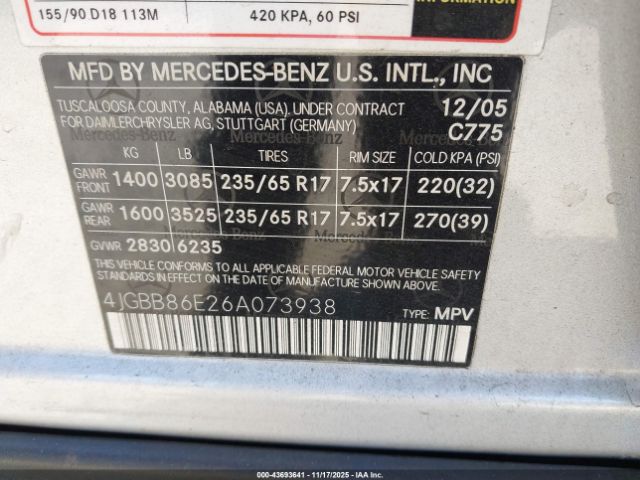 155/90 D18 113M 420 KPA, 60 PSI INFORMATION
MFD BY MERCEDES-BENZ U.S. INTL., INC
TUSCALOOSA COUNTY, ALABAMA (USA). UNDER CONTRACT 12/05
FOR DAIMLERCHRYSLER AG, STUTTGART (GERMANY) C775
KG LB TIRES RIM SIZE COLD KPA (PSI)
GAWR FRONT 1400 3085 235/65 R17 7.5x17 220(32)
GAWR REAR 1600 3525 235/65 R17 7.5x17 270(39)
GVWR 2830 6235
THIS VEHICLE CONFORMS TO ALL APPLICABLE FEDERAL MOTOR VEHICLE SAFETY
STANDARDS IN EFFECT ON THE DATE OF MANUFACTURE SHOWN ABOVE.
4JGBB86E26A073938 TYPE: MPV
000-43693641 - 11/17/2025 - IAA Inc.